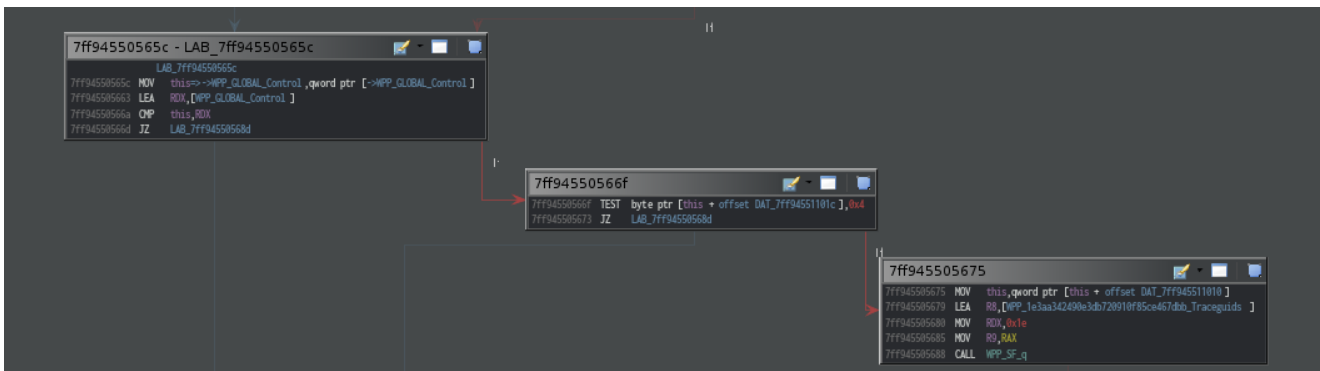 If
7ff94550565c - LAB_7ff94550565c
LAB_7ff94550565c
7ff94550565c MOV this=>->WPP_GLOBAL_Control,qword ptr [->WPP_GLOBAL_Control]
7ff945505663 LEA RDX,[WPP_GLOBAL_Control]
7ff94550566a CMP this,RDX
7ff94550566d JZ LAB_7ff94550568d
7ff94550566f
7ff94550566f TEST byte ptr [this + offset DAT_7ff94551101c],0x4
7ff945505673 JZ LAB_7ff94550568d
If
7ff945505675
7ff945505675 MOV this,qword ptr [this + offset DAT_7ff945511010]
7ff945505679 LEA R8,[WPP_1e3aa342490e3db720910f85ce467dbb_Traceguids]
7ff945505680 MOV RDX,0x1e
7ff945505685 MOV R9,RAX
7ff945505688 CALL WPP_SF_q